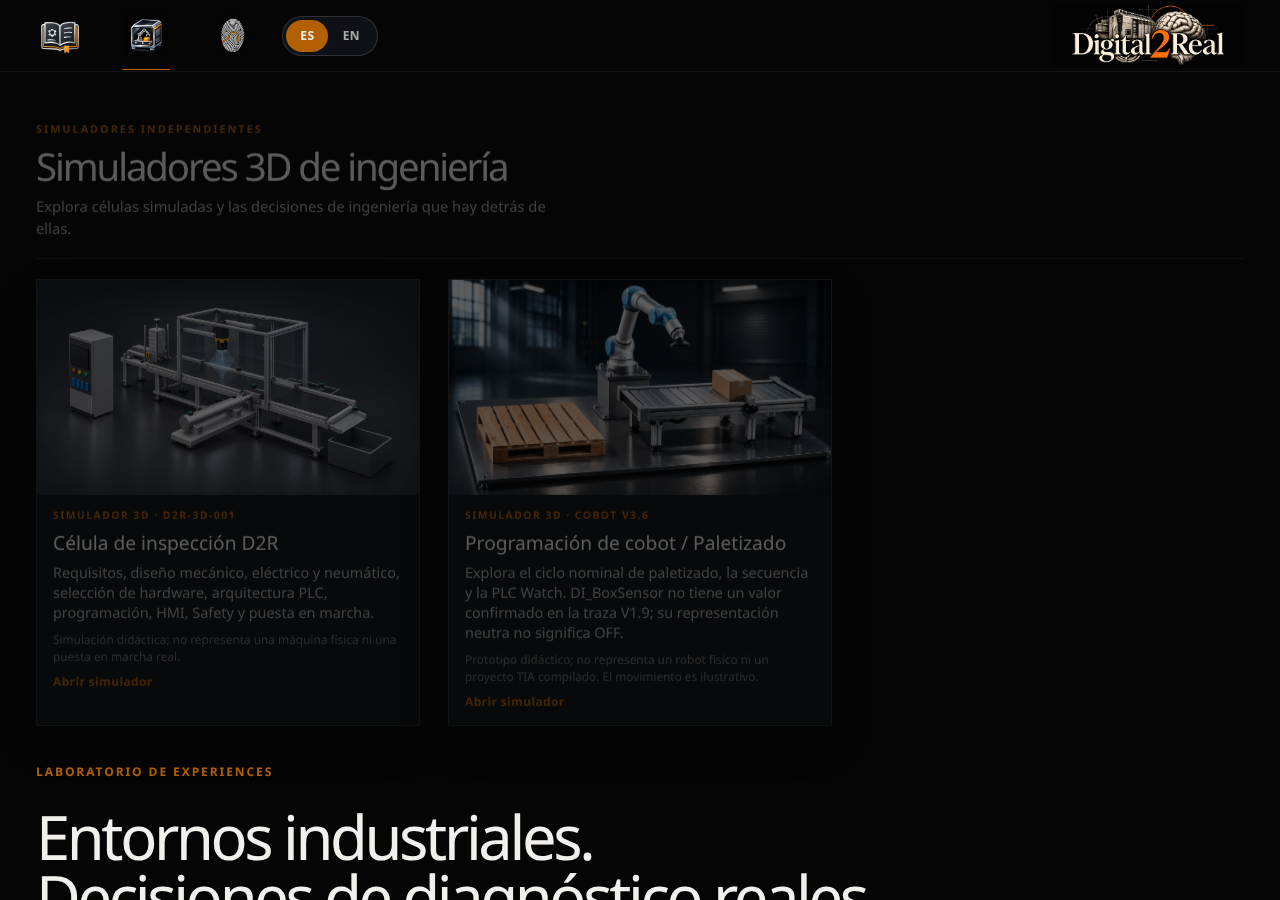 ES EN
Digital2Real
SIMULADORES INDEPENDIENTES
Simuladores 3D de ingeniería
Explora células simuladas y las decisiones de ingeniería que hay detrás de
ellas.
SIMULADOR 3D · D2R-3D-001
Célula de inspección D2R
Requisitos, diseño mecánico, eléctrico y neumático,
selección de hardware, arquitectura PLC,
programación, HMI, Safety y puesta en marcha.
Simulación didáctica; no representa una máquina física ni una
puesta en marcha real.
Abrir simulador
SIMULADOR 3D · COBOT V3.6
Programación de cobot / Paletizado
Explora el ciclo nominal de paletizado, la secuencia
y la PLC Watch. DI_BoxSensor no tiene un valor
confirmado en la traza V1.9; su representación
neutra no significa OFF.
Prototipo didáctico; no representa un robot físico ni un
proyecto TIA compilado. El movimiento es ilustrativo.
Abrir simulador
LABORATORIO DE EXPERIENCES
Entornos industriales.
Decisiones de diagnóstico reales